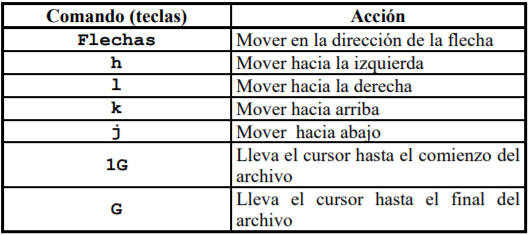 Comando (teclas) Acción
Flechas Mover en la dirección de la flecha
h Mover hacia la izquierda
l Mover hacia la derecha
k Mover hacia arriba
j Mover hacia abajo
1G Lleva el cursor hasta el comienzo del
archivo
G Lleva el cursor hasta el final del
archivo